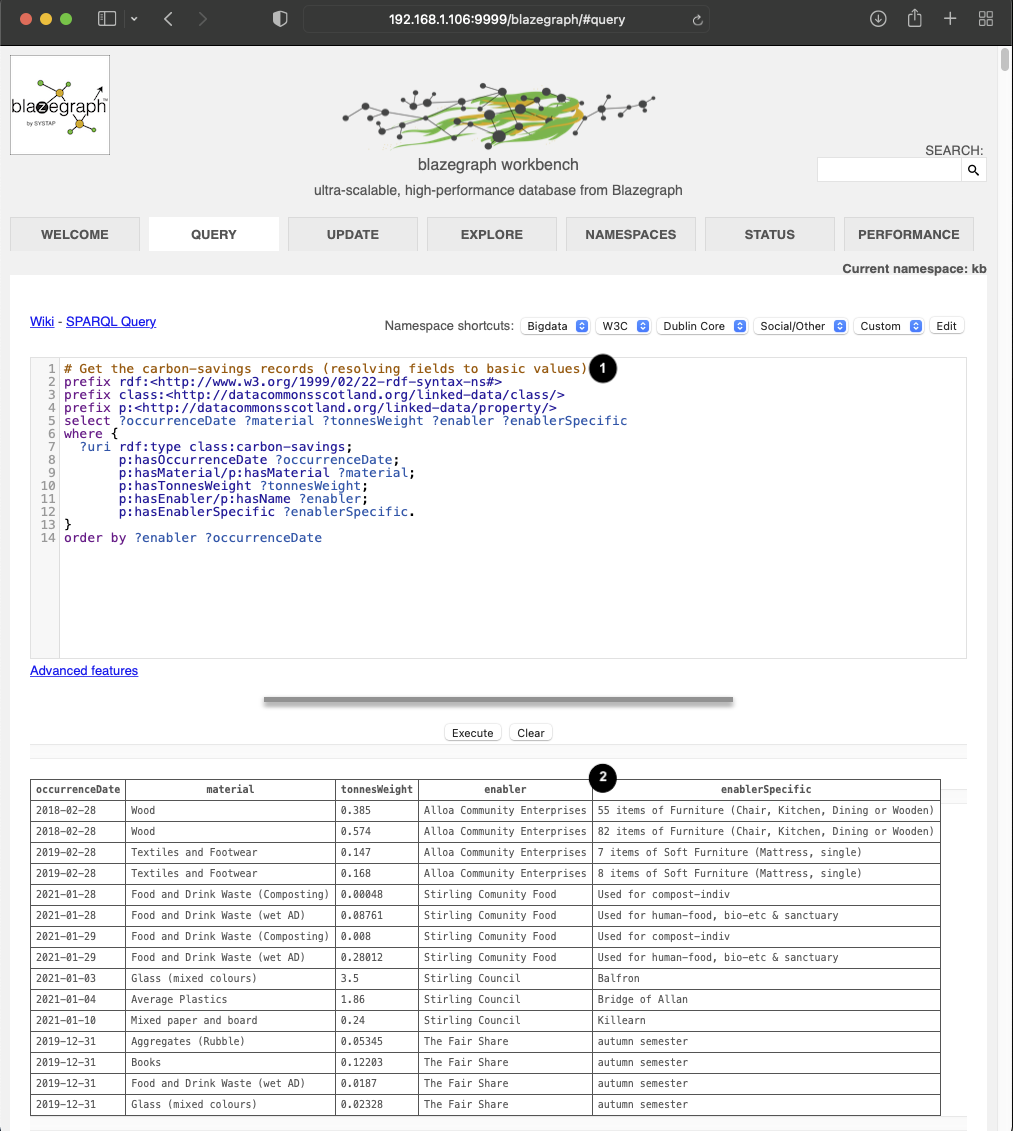 192.168.1.106:9999/blazegraph/#query
blazegraph™
by SYSTAP
blazegraph workbench
ultra-scalable, high-performance database from Blazegraph
SEARCH:
WELCOME QUERY UPDATE EXPLORE NAMESPACES STATUS PERFORMANCE
Current namespace: kb
Wiki - SPARQL Query
Namespace shortcuts: Bigdata W3C Dublin Core Social/Other Custom Edit
1 # Get the carbon-savings records (resolving fields to basic values) 1
2 prefix rdf:<http://www.w3.org/1999/02/22-rdf-syntax-ns#>
3 prefix class:<http://datacommonsscotland.org/linked-data/class/>
4 prefix p:<http://datacommonsscotland.org/linked-data/property/>
5 select ?occurrenceDate ?material ?tonnesWeight ?enabler ?enablerSpecific
6 where {
7 ?uri rdf:type class:carbon-savings;
8 p:hasOccurrenceDate ?occurrenceDate;
9 p:hasMaterial/p:hasMaterial ?material;
10 p:hasTonnesWeight ?tonnesWeight;
11 p:hasEnabler/p:hasName ?enabler;
12 p:hasEnablerSpecific ?enablerSpecific.
13 }
14 order by ?enabler ?occurrenceDate
Advanced features
Execute Clear
2
occurrenceDate material tonnesWeight enabler enablerSpecific
2018-02-28 Wood 0.385 Alloa Community Enterprises 55 items of Furniture (Chair, Kitchen, Dining or Wooden)
2018-02-28 Wood 0.574 Alloa Community Enterprises 82 items of Furniture (Chair, Kitchen, Dining or Wooden)
2019-02-28 Textiles and Footwear 0.147 Alloa Community Enterprises 7 items of Soft Furniture (Mattress, single)
2019-02-28 Textiles and Footwear 0.168 Alloa Community Enterprises 8 items of Soft Furniture (Mattress, single)
2021-01-28 Food and Drink Waste (Composting) 0.00048 Stirling Comunity Food Used for compost-indiv
2021-01-28 Food and Drink Waste (wet AD) 0.08761 Stirling Comunity Food Used for human-food, bio-etc & sanctuary
2021-01-29 Food and Drink Waste (Composting) 0.008 Stirling Comunity Food Used for compost-indiv
2021-01-29 Food and Drink Waste (wet AD) 0.28012 Stirling Comunity Food Used for human-food, bio-etc & sanctuary
2021-01-03 Glass (mixed colours) 3.5 Stirling Council Balfron
2021-01-04 Average Plastics 1.86 Stirling Council Bridge of Allan
2021-01-10 Mixed paper and board 0.24 Stirling Council Killearn
2019-12-31 Aggregates (Rubble) 0.05345 The Fair Share autumn semester
2019-12-31 Books 0.12203 The Fair Share autumn semester
2019-12-31 Food and Drink Waste (wet AD) 0.0187 The Fair Share autumn semester
2019-12-31 Glass (mixed colours) 0.02328 The Fair Share autumn semester